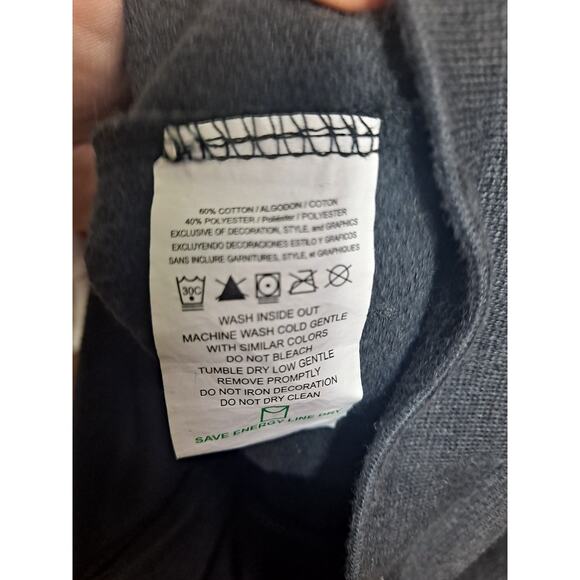 60% COTTON / ALGODON / COTON
40% POLYESTER / Poliéster / POLYESTER
EXCLUSIVE OF DECORATION, STYLE, and GRAPHICS
EXCLUYENDO DECORACIONES ESTILO Y GRAFICOS
SANS INCLURE GARNITURES, STYLE, et GRAPHIQUES
30C
WASH INSIDE OUT
MACHINE WASH COLD GENTLE
WITH SIMILAR COLORS
DO NOT BLEACH
TUMBLE DRY LOW GENTLE
REMOVE PROMPTLY
DO NOT IRON DECORATION
DO NOT DRY CLEAN
SAVE ENERGY-LINE DRY